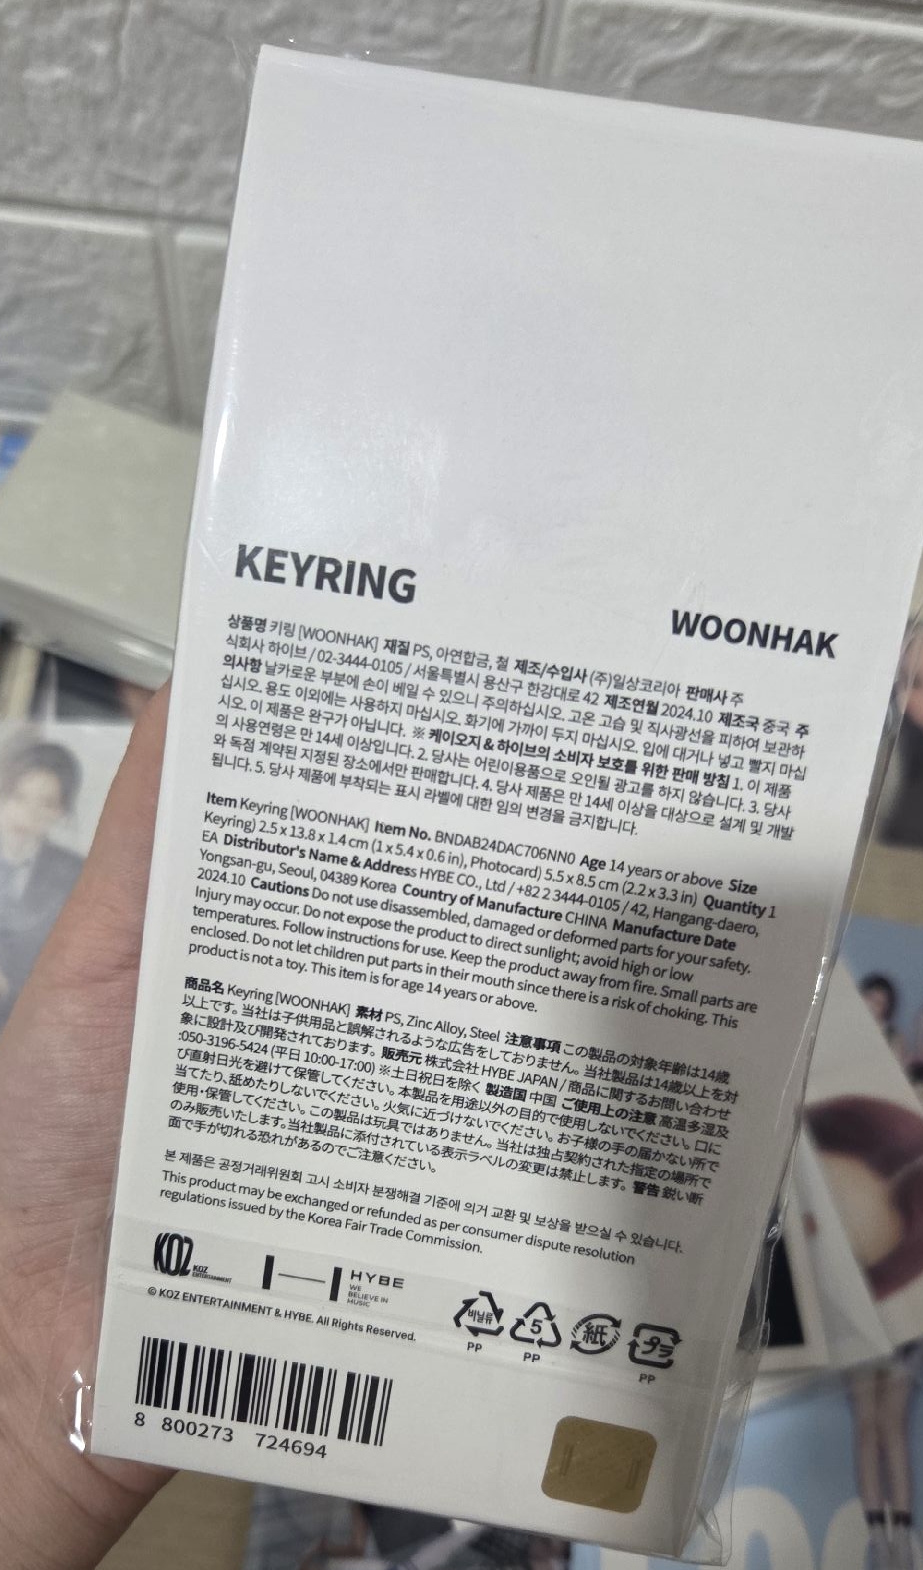 KEYRING
WOONHAK
상품명 키링 [WOONHAK] 재질 PS, 아연합금, 철 제조/수입사 (주)일상코리아 판매사 주
식회사 하이브 / 02-3444-0105 / 서울특별시 용산구 한강대로 42 제조연월 2024.10 제조국 중국 주
의사항 날카로운 부분에 손이 베일 수 있으니 주의하십시오. 고온 고습 및 직사광선을 피하여 보관하
십시오. 용도 이외에는 사용하지 마십시오. 화기에 가까이 두지 마십시오. 입에 대거나 넣고 빨지 마십
시오. 이 제품은 완구가 아닙니다. ※ 케이오지 & 하이브의 소비자 보호를 위한 판매 방침 1. 이 제품
의 사용연령은 만 14세 이상입니다. 2. 당사는 어린이용품으로 오인될 광고를 하지 않습니다. 3. 당사
와 독점 계약된 지정된 장소에서만 판매합니다. 4. 당사 제품은 만 14세 이상을 대상으로 설계 및 개발
됩니다. 5. 당사 제품에 부착되는 표시 라벨에 대한 임의 변경을 금지합니다.
Item Keyring [WOONHAK] Item No. BNDAB24DAC706NN0 Age 14 years or above Size
Keyring) 2.5 x 13.8 x 1.4 cm (1 x 5.4 x 0.6 in), Photocard) 5.5 x 8.5 cm (2.2 x 3.3 in) Quantity 1
EA Distributor's Name & Address HYBE CO., Ltd / +82 2 3444-0105 / 42, Hangang-daero,
Yongsan-gu, Seoul, 04389 Korea Country of Manufacture CHINA Manufacture Date
2024.10 Cautions Do not use disassembled, damaged or deformed parts for your safety.
Injury may occur. Do not expose the product to direct sunlight; avoid high or low
temperatures. Follow instructions for use. Keep the product away from fire. Small parts are
enclosed. Do not let children put parts in their mouth since there is a risk of choking. This
product is not a toy. This item is for age 14 years or above.
商品名 Keyring [WOONHAK] 素材 PS, Zinc Alloy, Steel 注意事項 この製品の対象年齢は14歳
以上です。当社は子供用品と誤解されるような広告をしておりません。当社製品は14歳以上を対
象に設計及び開発されております。 販売元 株式会社 HYBE JAPAN / 商品に関するお問い合わせ
:050-3196-5424 (平日 10:00-17:00) ※土日祝日を除く 製造国 中国 ご使用上の注意 高温多湿及
び直射日光を避けて保管してください。本製品を用途以外の目的で使用しないでください。口に
当てたり、舐めたりしないでください。火気に近づけないでください。お子様の手の届かない所で
使用・保管してください。この製品は玩具ではありません。当社は独占契約された指定の場所で
のみ販売いたします。当社製品に添付されている表示ラベルの変更は禁止します。 警告 鋭い断
面で手が切れる恐れがあるのでご注意ください。
본 제품은 공정거래위원회 고시 소비자 분쟁해결 기준에 의거 교환 및 보상을 받으실 수 있습니다.
This product may be exchanged or refunded as per consumer dispute resolution
regulations issued by the Korea Fair Trade Commission.
KOZ KOZ ENTERTAINMENT
HYBE
WE
BELIEVE IN
MUSIC
© KOZ ENTERTAINMENT & HYBE. All Rights Reserved.
비닐류 5 紙 プラ
PP PP PP
8 800273 724694